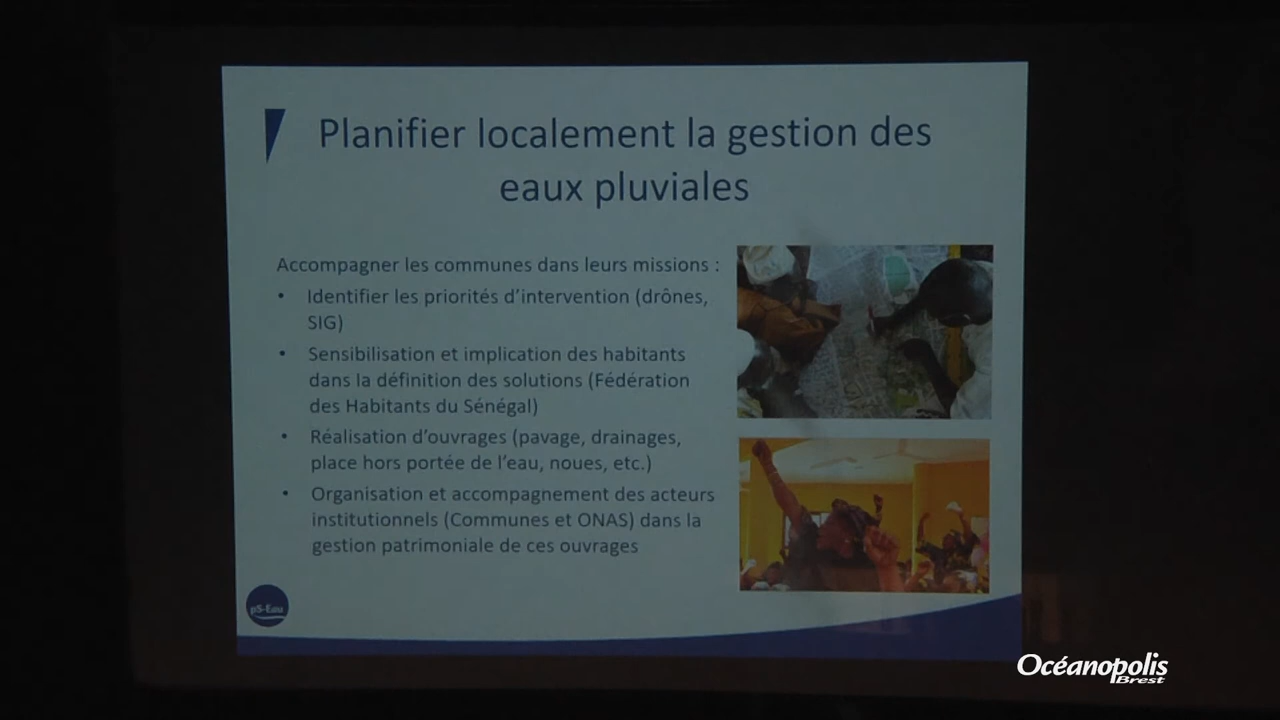 Planifier localement la gestion des
eaux pluviales
Accompagner les communes dans leurs missions :
• Identifier les priorités d'intervention (drônes,
SIG)
• Sensibilisation et implication des habitants
dans la définition des solutions (Fédération
des Habitants du Sénégal)
• Réalisation d'ouvrages (pavage, drainages,
place hors portée de l'eau, noues, etc.)
• Organisation et accompagnement des acteurs
institutionnels (Communes et ONAS) dans la
gestion patrimoniale de ces ouvrages
pS-Eau
Océanopolis
Brest